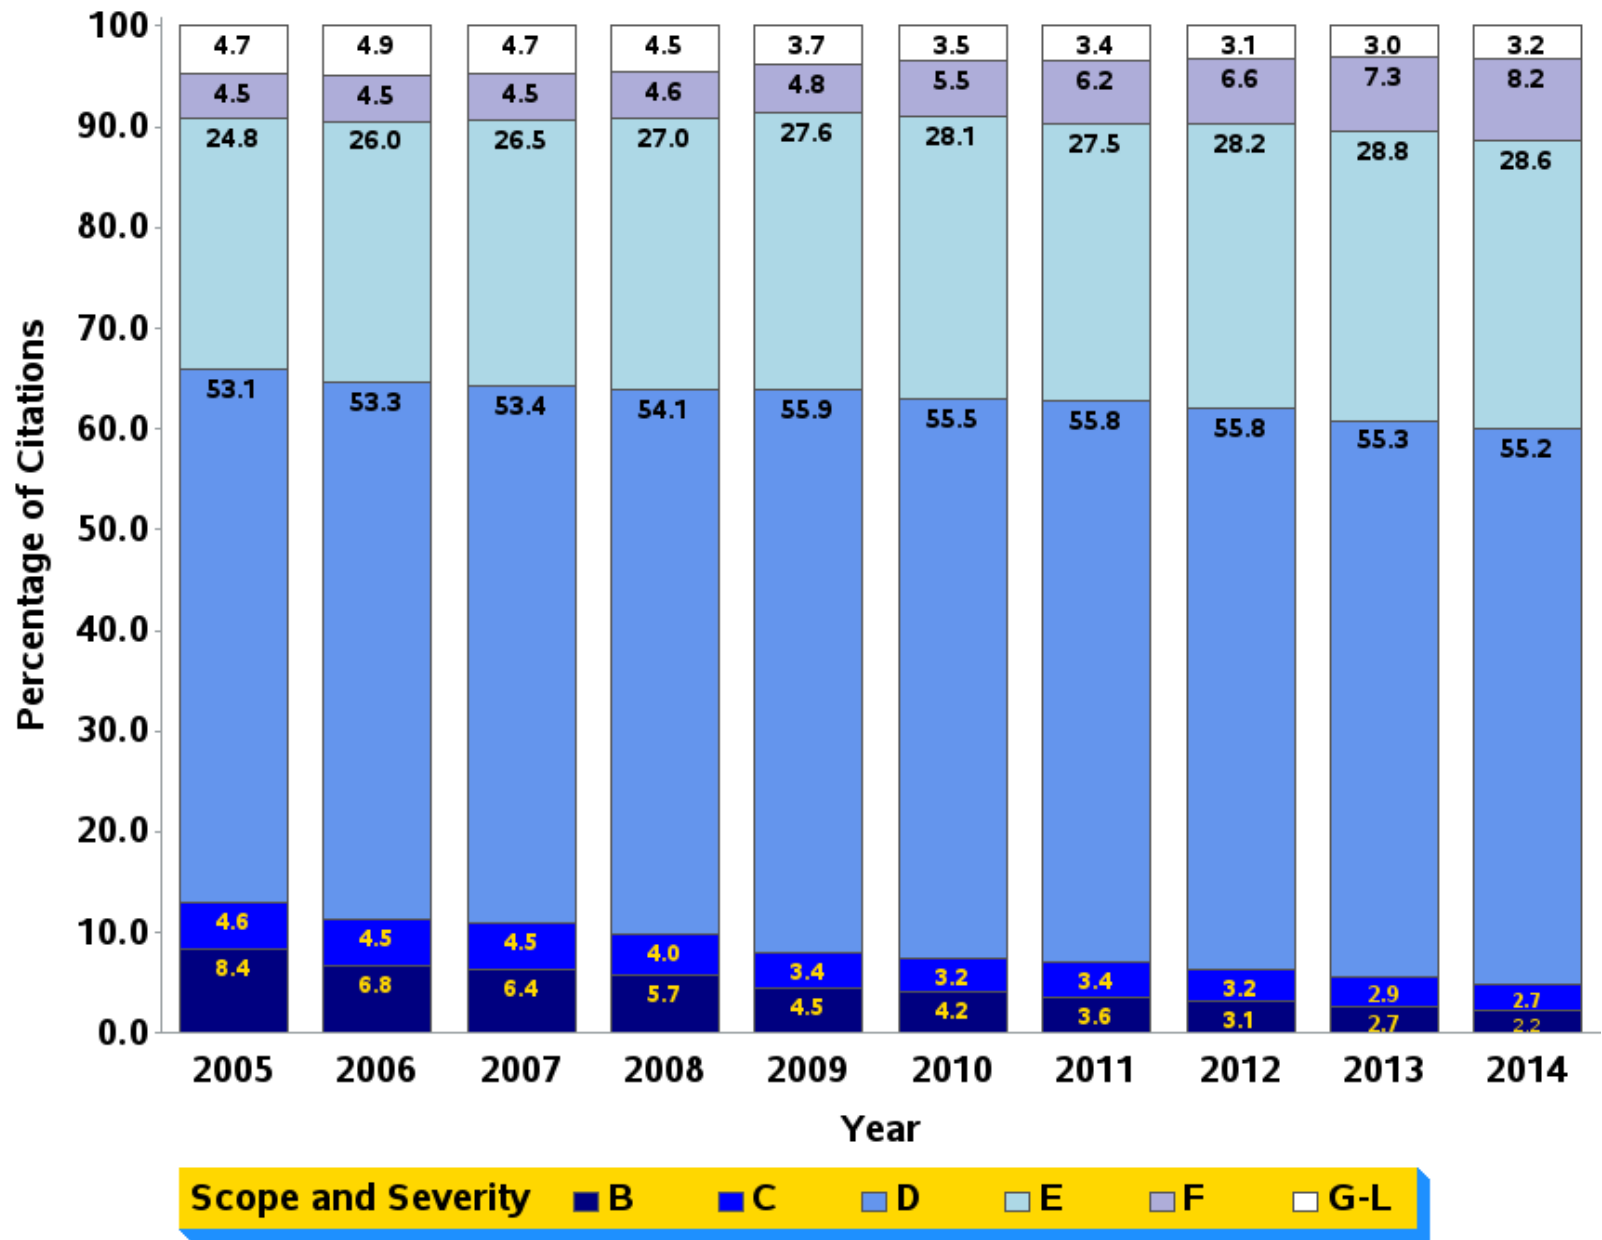 100
4.7 4.9 4.7 4.5 3.7 3.5 3.4 3.1 3.0 3.2
4.5 4.5 4.5 4.6 4.8 5.5 6.2 6.6 7.3 8.2
90.0
24.8 26.0 26.5 27.0 27.6 28.1 27.5 28.2 28.8 28.6
80.0
70.0
53.1 53.3 53.4 54.1 55.9 55.5 55.8 55.8 55.3 55.2
60.0
50.0
40.0
30.0
20.0
10.0
4.6 4.5 4.5 4.0 3.4 3.2 3.4 3.2 2.9 2.7
8.4 6.8 6.4 5.7 4.5 4.2 3.6 3.1 2.7 2.2
0.0
Percentage of Citations
2005 2006 2007 2008 2009 2010 2011 2012 2013 2014
Year
Scope and Severity B C D E F G-L